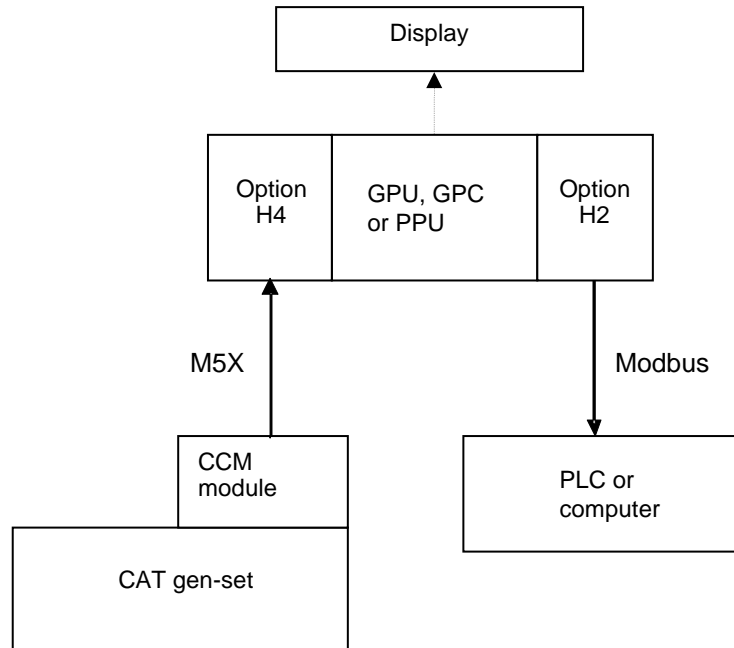 Display
Option
H4
GPU, GPC
or PPU
Option
H2
M5X
Modbus
CCM
module
PLC or
computer
CAT gen-set